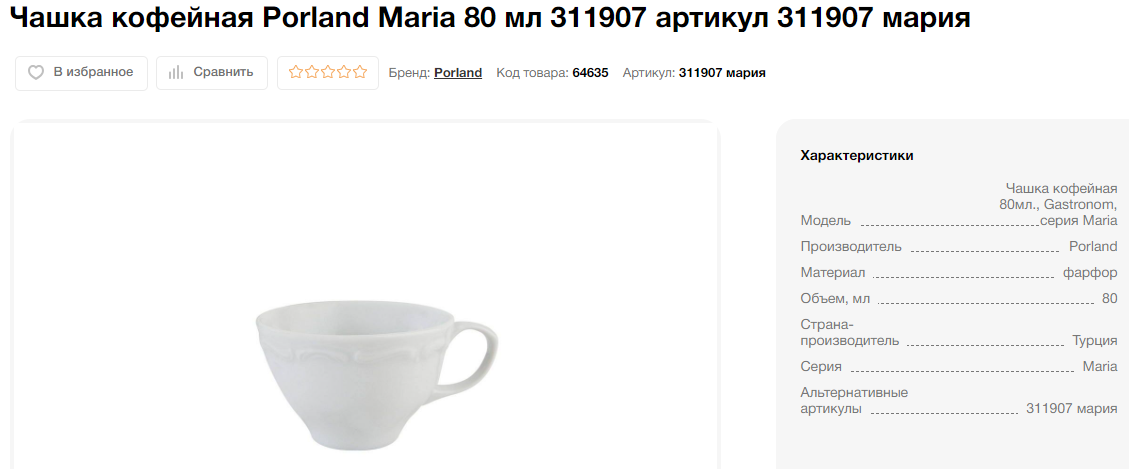 Чашка кофейная Porland Maria 80 мл 311907 артикул 311907 мария
В избранное
Сравнить
Бренд: Porland
Код товара: 64635
Артикул: 311907 мария
Характеристики
Чашка кофейная
80мл., Gastronom,
Модель серия Maria
Производитель Porland
Материал фарфор
Объем, мл 80
Страна-
производитель Турция
Серия Maria
Альтернативные
артикулы 311907 мария